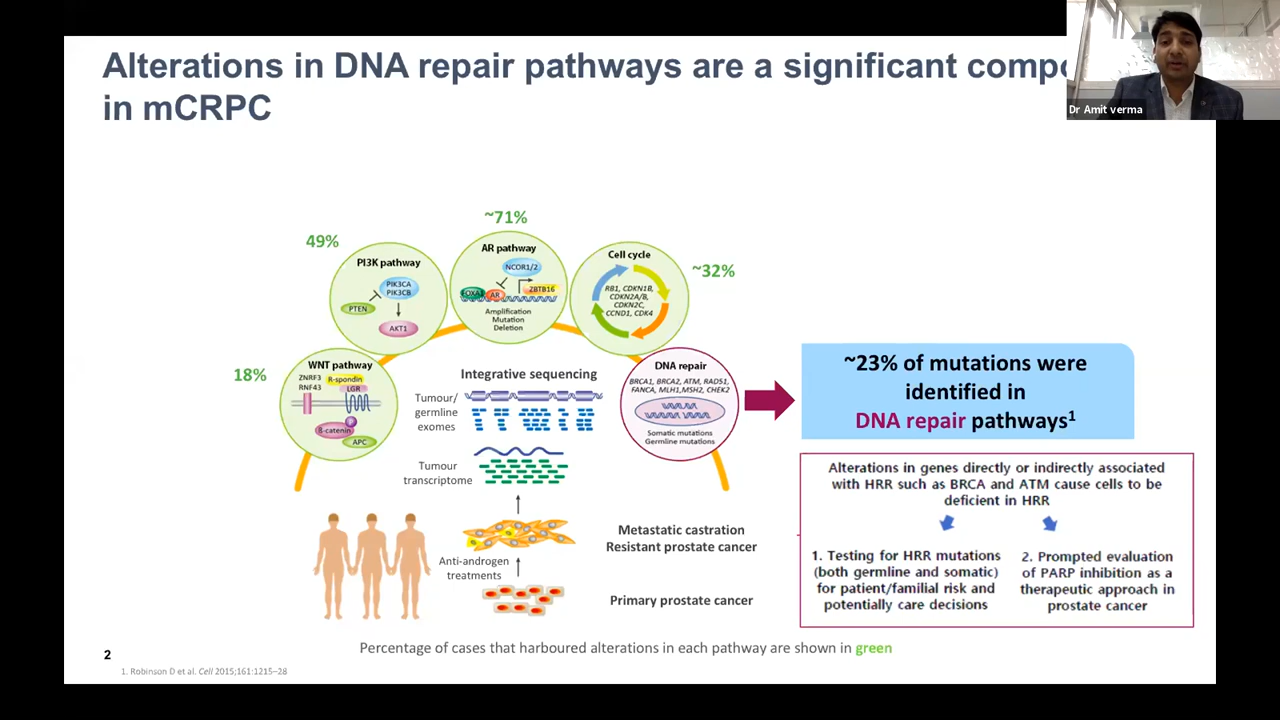 Alterations in DNA repair pathways are a significant
in mCRPC
Dr Amit verma
~71%
49%
~32%
18%
PI3K pathway
PIK3CA
PIK3CB
PTEN
AKT1
AR pathway
NCOR1/2
FOXA1
AR
ZBTB16
Amplification
Mutation
Deletion
Cell cycle
RB1, CDKN1B,
CDKN2A/B,
CDKN2C,
CCND1, CDK4
WNT pathway
ZNRF3
RNF43
R-spondin
LGR
ß-catenin
APC
DNA repair
BRCA1, BRCA2, ATM, RAD51,
FANCA, MLH1,MSH2, CHEK2
Somatic mutations
Germline mutations
Integrative sequencing
Tumour/
germline
exomes
Tumour
transcriptome
Anti-androgen
treatments
Metastatic castration
Resistant prostate cancer
Primary prostate cancer
~23% of mutations were
identified in
DNA repair pathways1
Alterations in genes directly or indirectly associated
with HRR such as BRCA and ATM cause cells to be
deficient in HRR
1. Testing for HRR mutations
(both germline and somatic)
for patient/familial risk and
potentially care decisions
2. Prompted evaluation
of PARP inhibition as a
therapeutic approach in
prostate cancer
Percentage of cases that harboured alterations in each pathway are shown in green
2
1. Robinson D et al. Cell 2015;161:1215–28